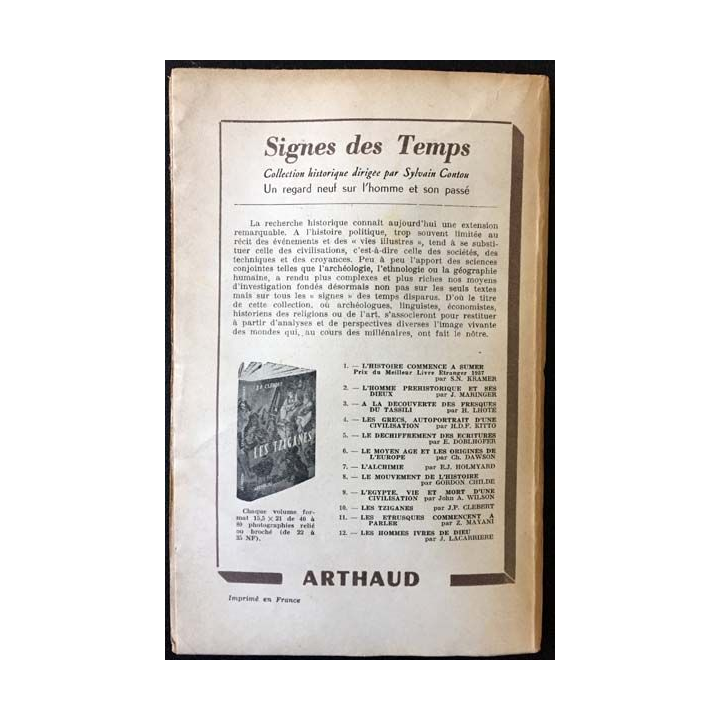 Signes des Temps
Collection historique dirigée par Sylvain Contou
Un regard neuf sur l'homme et son passé
La recherche historique connaît aujourd'hui une extension
remarquable. A l'histoire politique, trop souvent limitée au
récit des événements et des « vies illustres », tend à se substi-
tuer celle des civilisations, c'est-à-dire celle des sociétés, des
techniques et des croyances. Peu à peu l'apport des sciences
conjointes telles que l'archéologie, l'ethnologie ou la géographie
humaine, a rendu plus complexes et plus riches nos moyens
d'investigation fondés désormais non pas sur les seuls textes
mais sur tous les « signes » des temps disparus. D'où le titre
de cette collection, où archéologues, linguistes, économistes,
historiens des religions ou de l'art, s'associeront pour restituer
à partir d'analyses et de perspectives diverses l'image vivante
des mondes qui, au cours des millénaires, ont fait le nôtre.
J.P. CLEBERT
LES TZIGANES
Chaque volume for-
mat 15,5 × 21 de 40 à
80 photographies relié
ou broché (de 22 à
25 NF).
1. — L'HISTOIRE COMMENCE A SUMER
Prix du Meilleur Livre Etranger 1957
par S.N. KRAMER
2. — L'HOMME PREHISTORIQUE ET SES
DIEUX par J. MARINGER
3. — A LA DECOUVERTE DES FRESQUES
DU TASSILI par H. LHOTE
4. — LES GRECS, AUTOPORTRAIT D'UNE
CIVILISATION par H.D.F. KITTO
5. — LE DECHIFFREMENT DES ECRITURES
par E. DOBLHOFER
6. — LE MOYEN AGE ET LES ORIGINES DE
L'EUROPE par Ch. DAWSON
7. — L'ALCHIMIE par E.J. HOLMYARD
8. — LE MOUVEMENT DE L'HISTOIRE
par GORDON CHILDE
9. — L'EGYPTE, VIE ET MORT D'UNE
CIVILISATION par John A. WILSON
10. — LES TZIGANES par J.P. CLEBERT
11. — LES ETRUSQUES COMMENCENT A
PARLER par Z. MAYANI
12. — LES HOMMES IVRES DE DIEU
par J. LACARRIERE
ARTHAUD
Imprimé en France